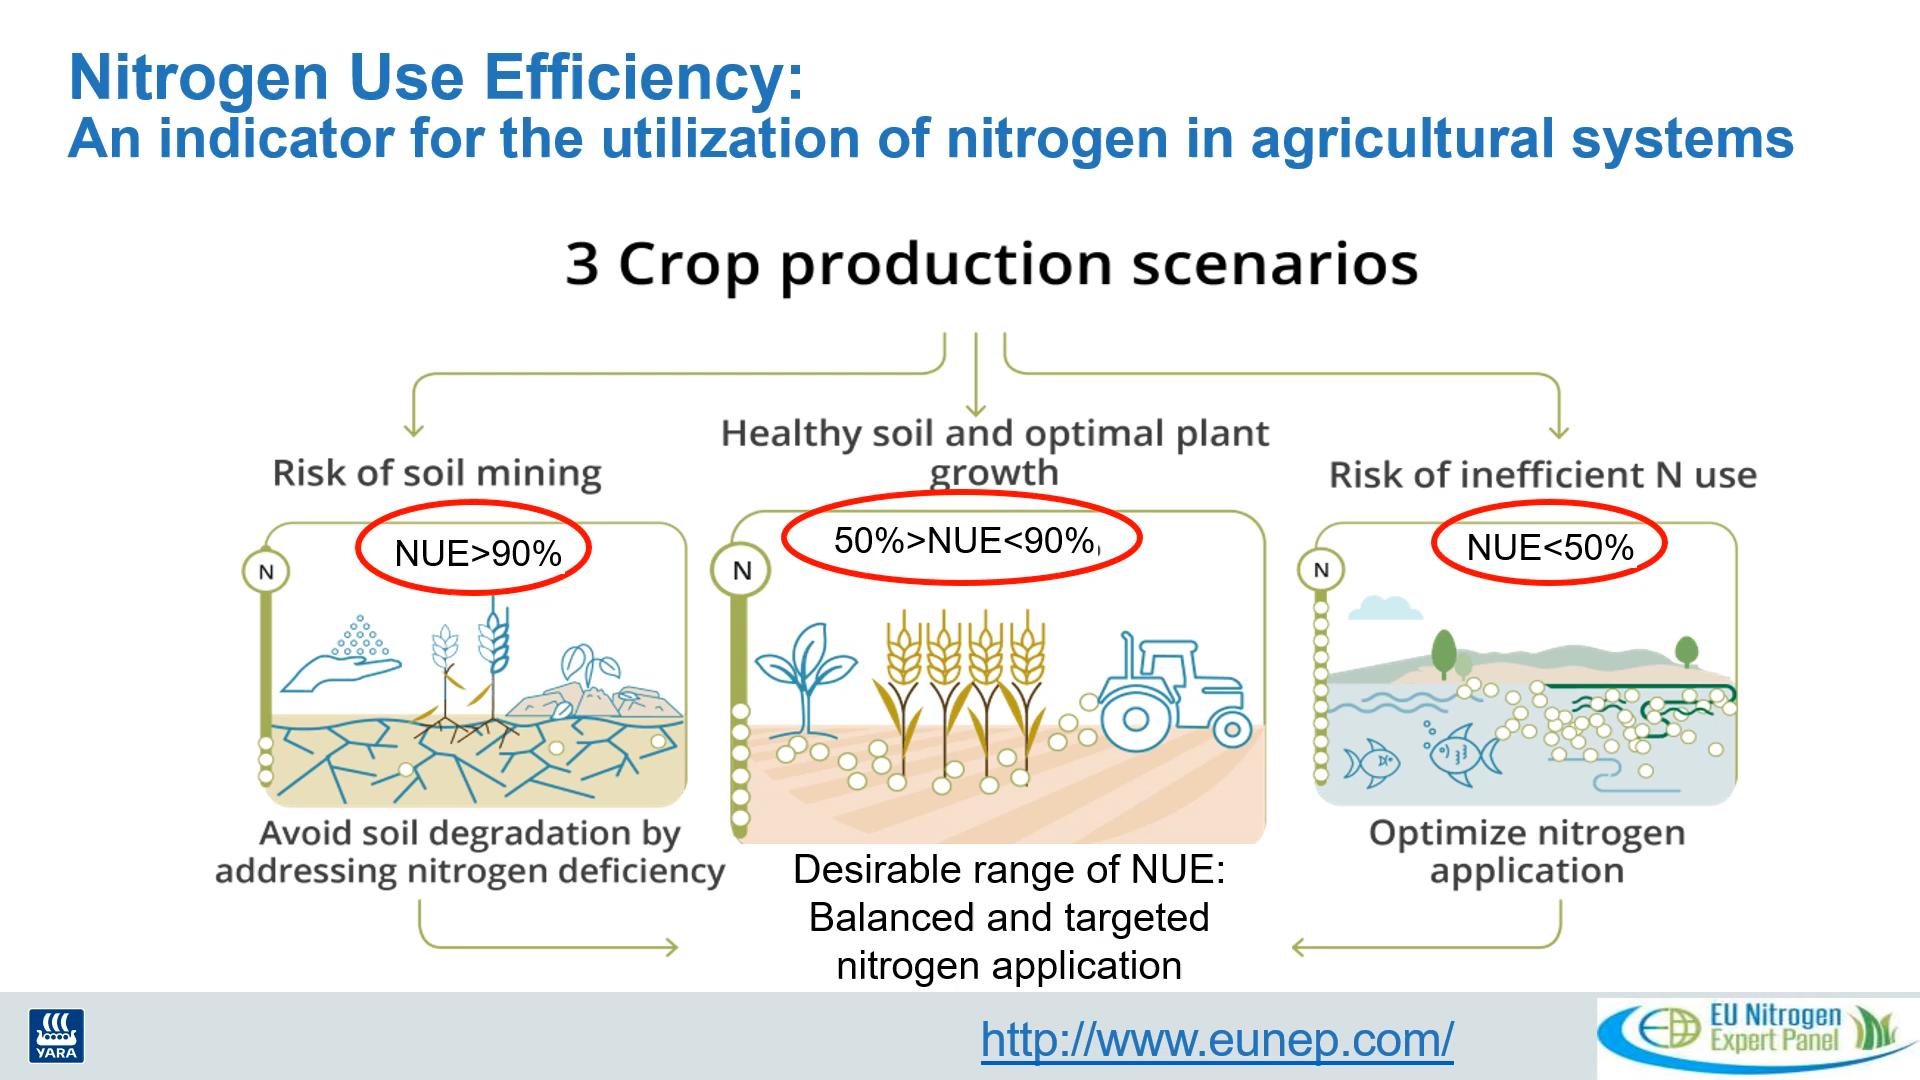 Nitrogen Use Efficiency:
An indicator for the utilization of nitrogen in agricultural systems
3 Crop production scenarios
Risk of soil mining
NUE>90%
N
Avoid soil degradation by
addressing nitrogen deficiency
Healthy soil and optimal plant
growth
50%>NUE<90%
N
Desirable range of NUE:
Balanced and targeted
nitrogen application
Risk of inefficient N use
NUE<50%
N
Optimize nitrogen
application
YARA
http://www.eunep.com/
EU Nitrogen
Expert Panel